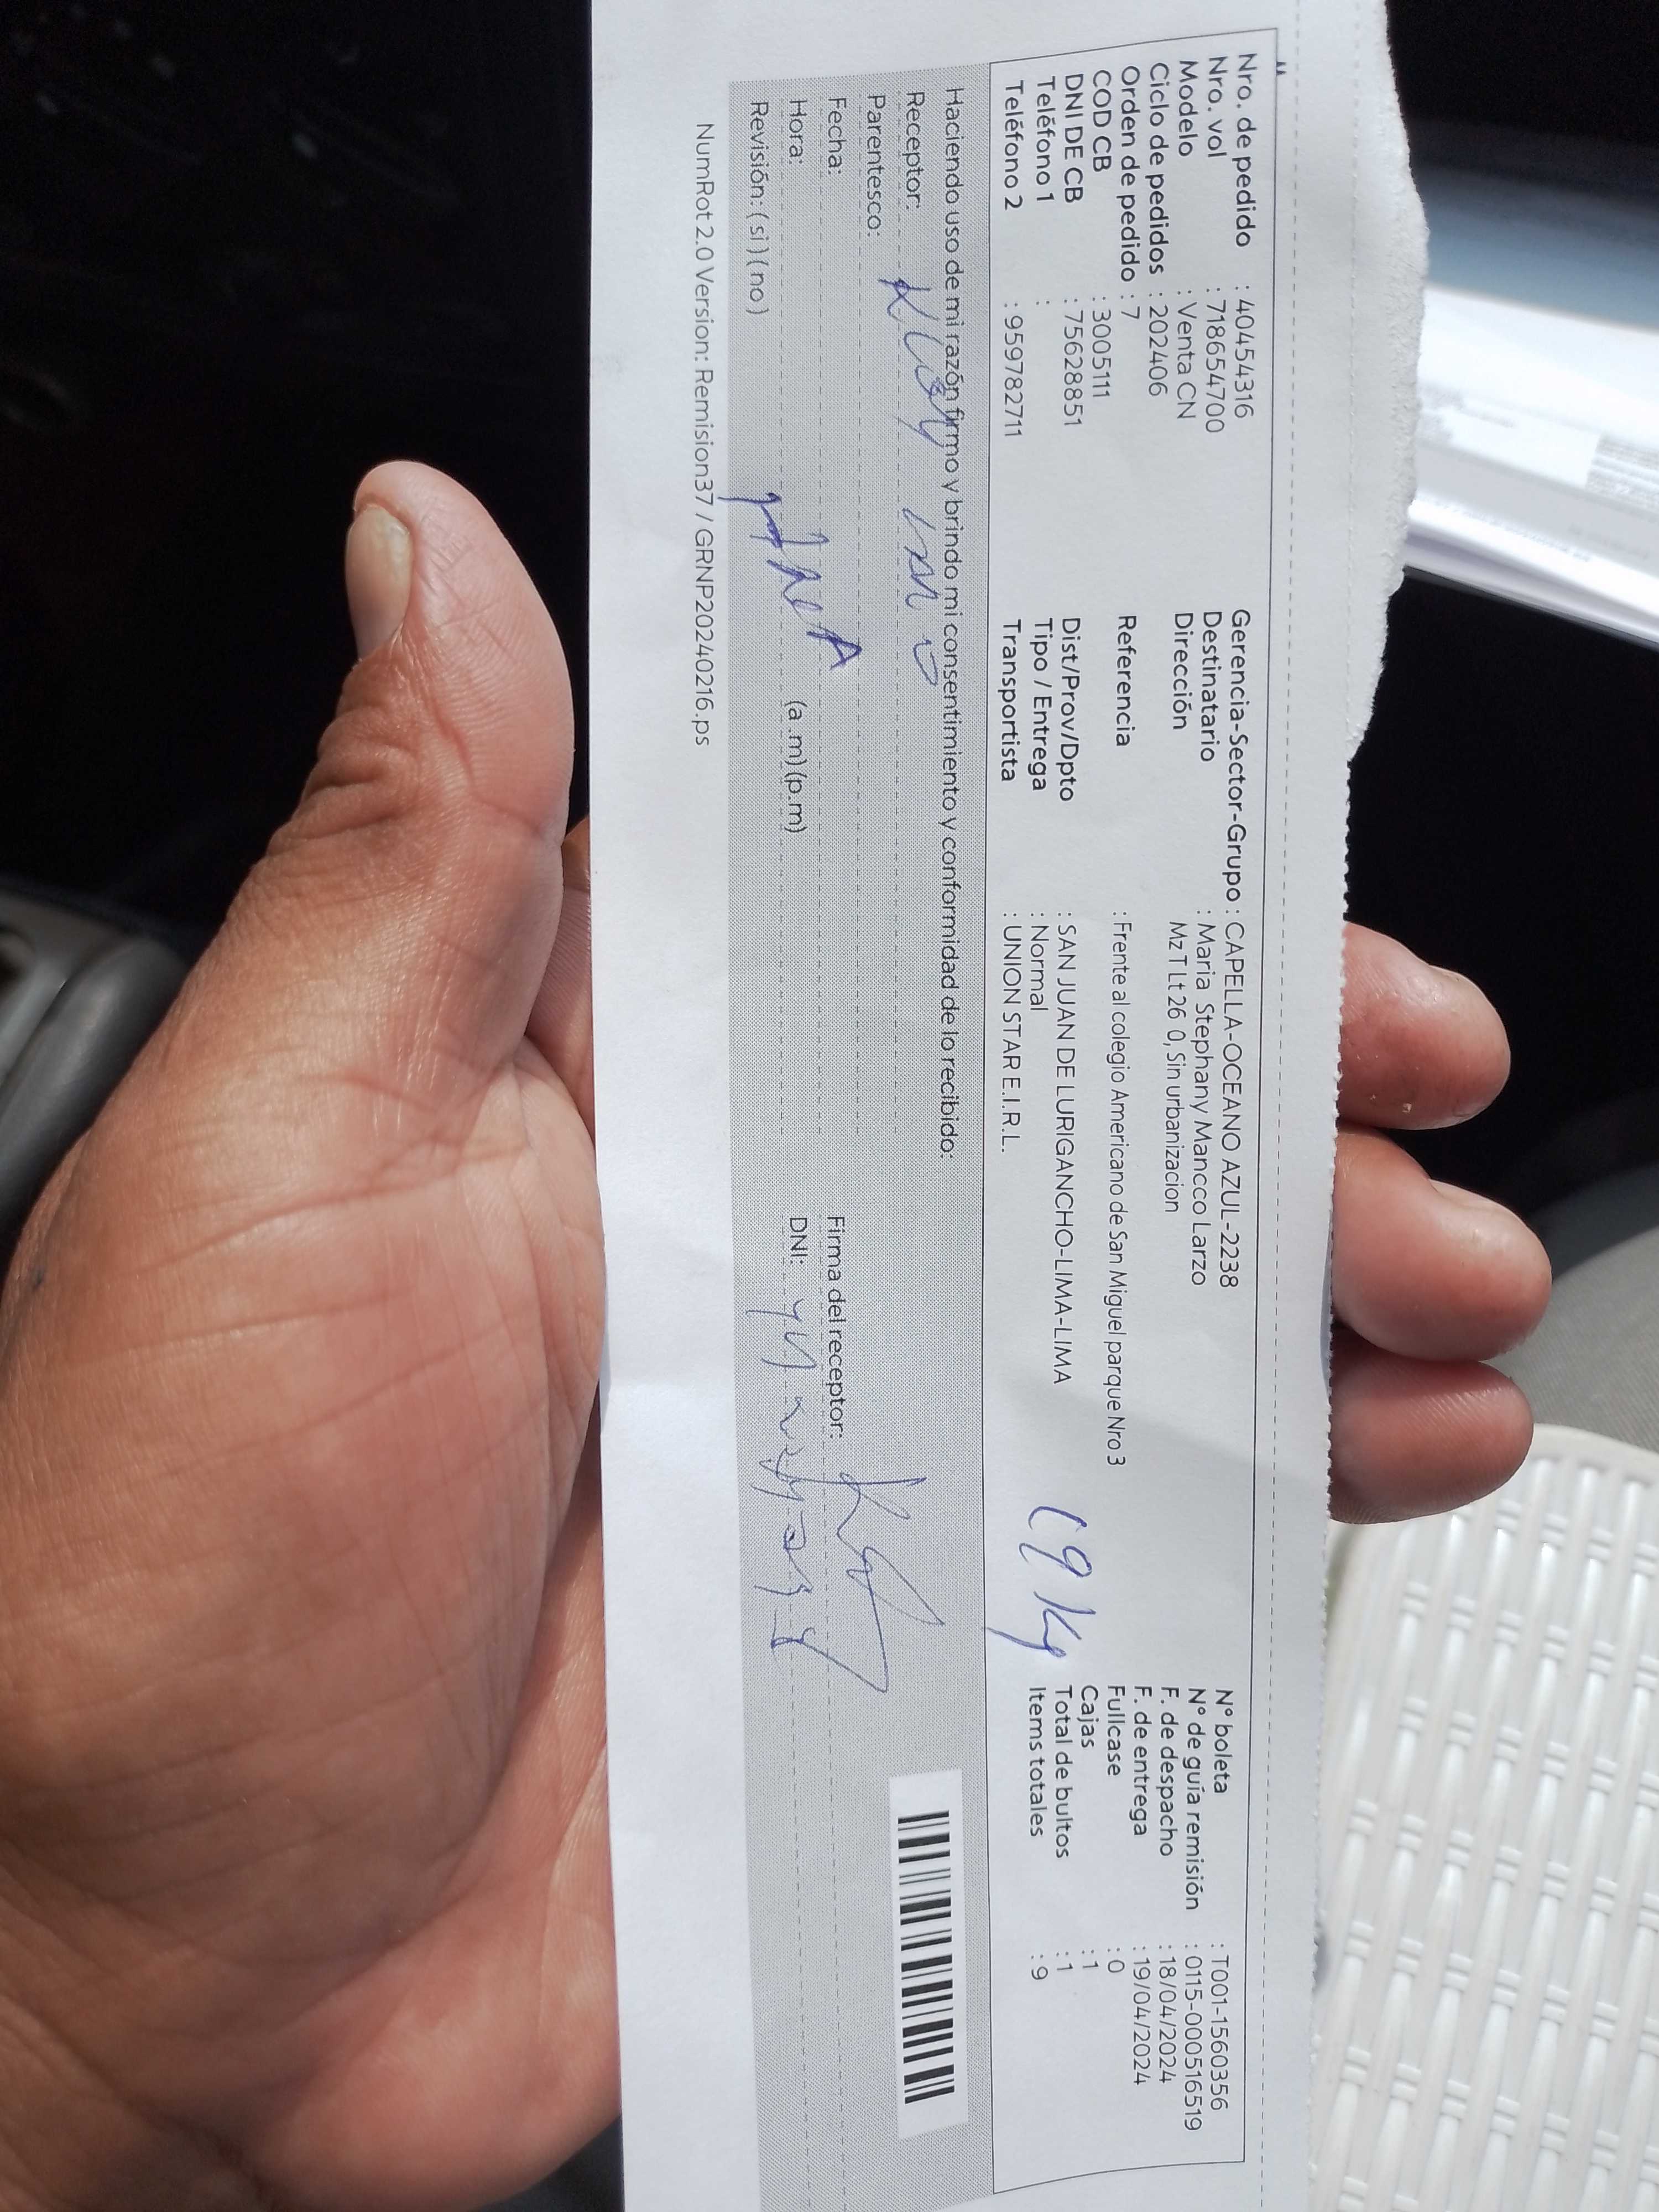 Nro. de pedido : 404454316
Nro. vol : 718654700
Modelo : Venta CN
Ciclo de pedidos : 202406
Orden de pedido : 7
COD CB : 3005111
DNI DE CB : 75628851
Teléfono 1 :
Teléfono 2 : 959782711
Gerencia-Sector-Grupo : CAPELLA-OCEANO AZUL-2238
Destinatario : Maria Stephany Mancco Larzo
Dirección Mz T Lt 26 0, Sin urbanizacion
Referencia : Frente al colegio Americano de San Miguel parque Nro 3
Dist/Prov/Dpto : SAN JUAN DE LURIGANCHO-LIMA-LIMA
Tipo / Entrega : Normal
Transportista : UNION STAR E.I.R.L.
19 Kg
N° boleta : T001-1560356
N° de guía remisión : 0115-000516519
F. de despacho : 18/04/2024
F. de entrega : 19/04/2024
Fullcase : 0
Cajas : 1
Total de bultos : 1
Items totales : 9
Haciendo uso de mi razón firmo y brindo mi consentimiento y conformidad de lo recibido:
Receptor:
Parentesco:
Fecha:
Hora: (a .m)(p.m)
Revisión: ( si ) ( no )
Firma del receptor:
DNI:
NumRot 2.0 Version: Remision37 / GRNP20240216.ps